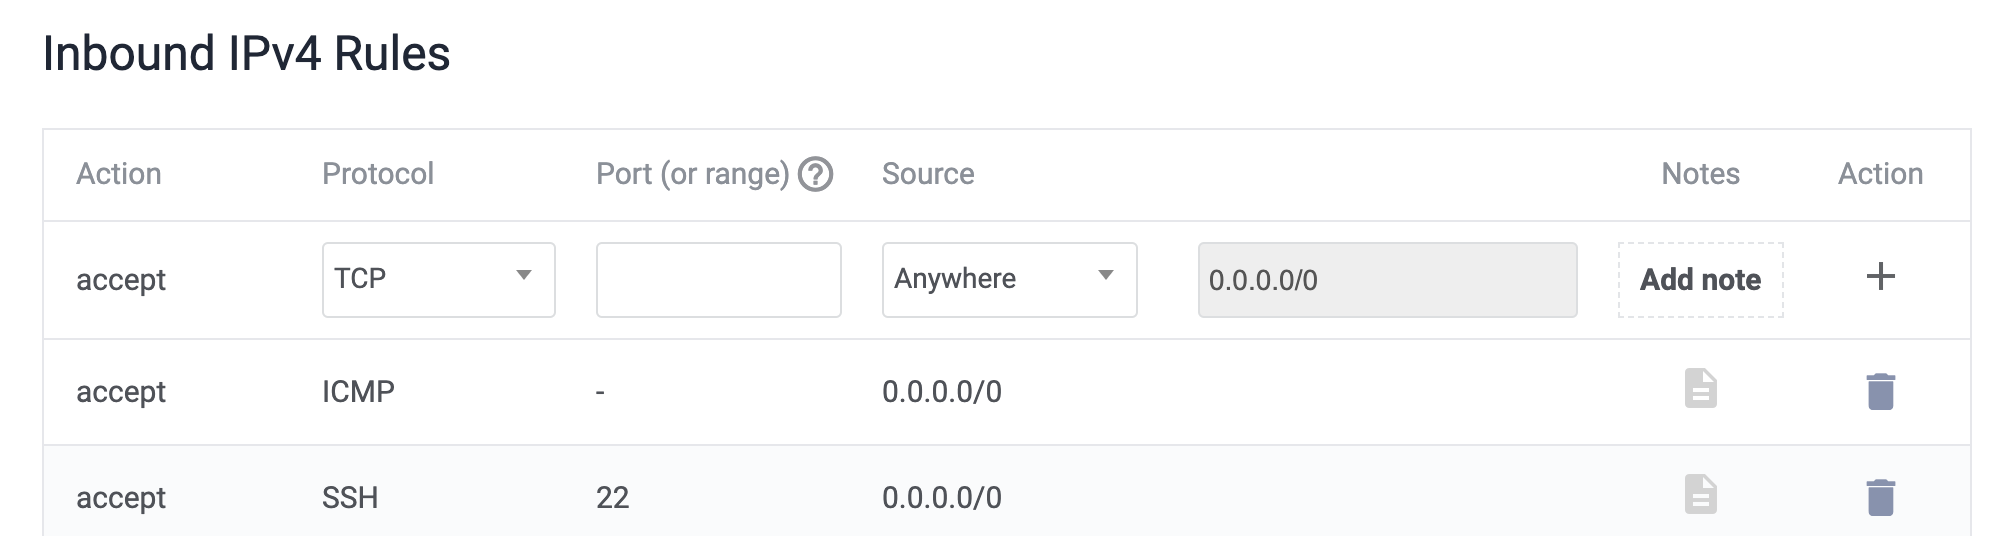 Inbound IPv4 Rules
Action Protocol Port (or range) ? Source Notes Action
accept TCP Anywhere 0.0.0.0/0 Add note +
accept ICMP - 0.0.0.0/0
accept SSH 22 0.0.0.0/0